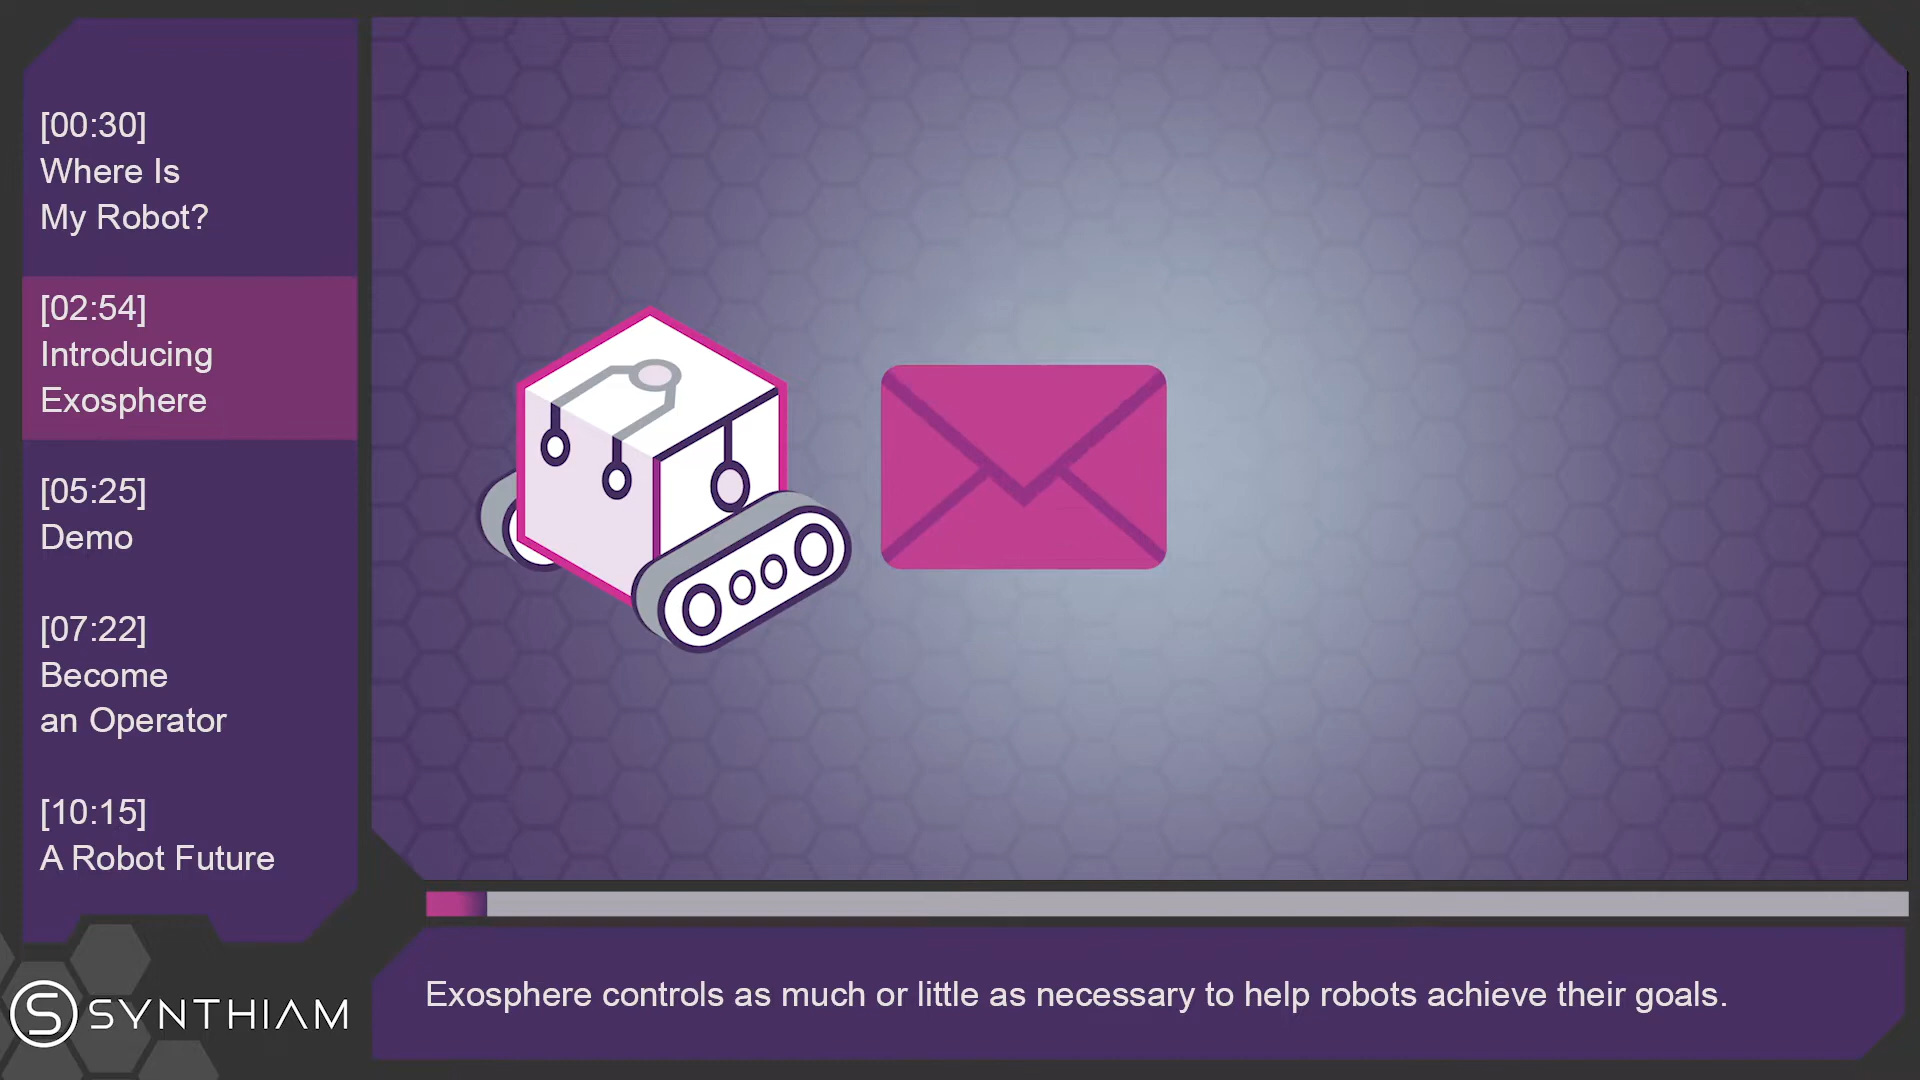 [00:30]
Where Is
My Robot?
[02:54]
Introducing
Exosphere
[05:25]
Demo
[07:22]
Become
an Operator
[10:15]
A Robot Future
SYNTHIAM
Exosphere controls as much or little as necessary to help robots achieve their goals.